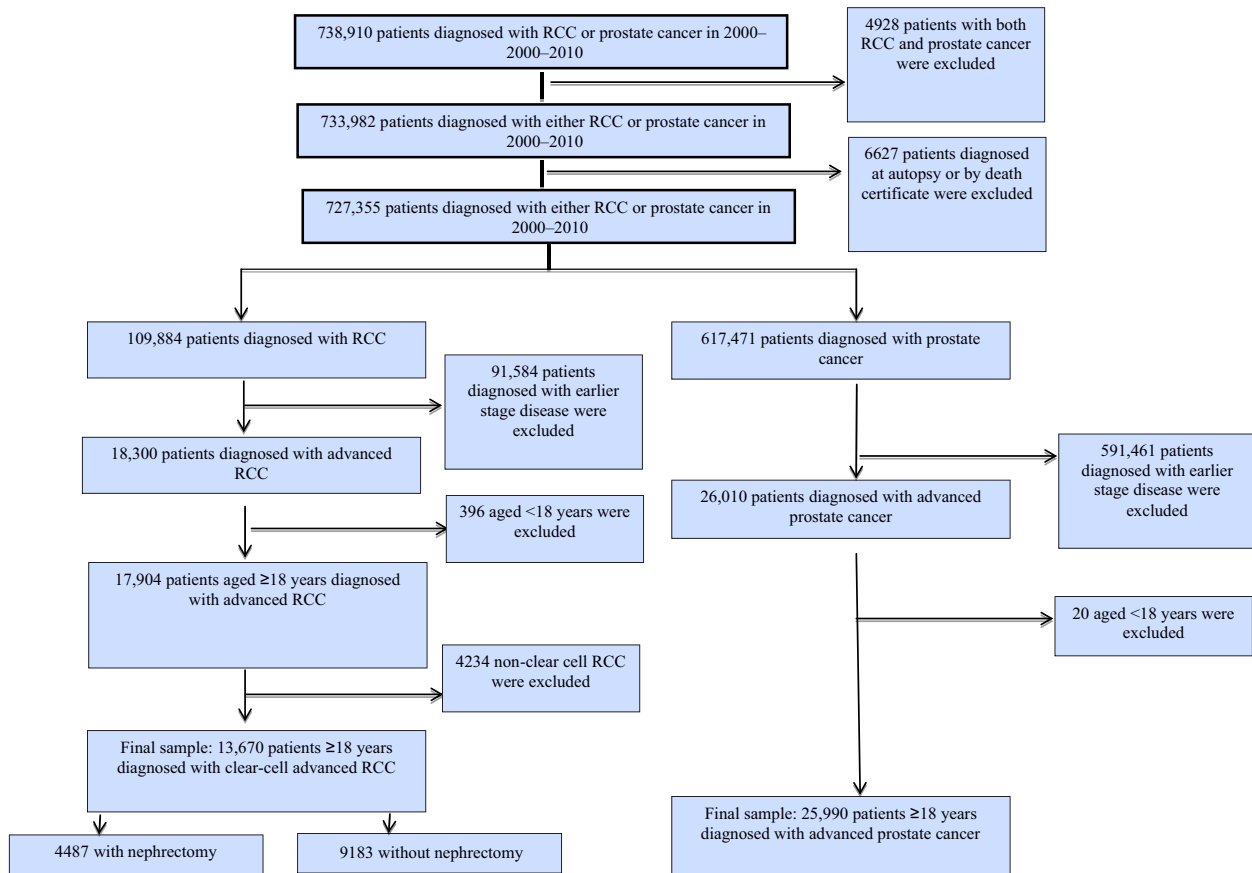 738,910 patients diagnosed with RCC or prostate cancer in 2000–
2000–2010
4928 patients with both
RCC and prostate cancer
were excluded
733,982 patients diagnosed with either RCC or prostate cancer in
2000–2010
6627 patients diagnosed
at autopsy or by death
certificate were excluded
727,355 patients diagnosed with either RCC or prostate cancer in
2000–2010
109,884 patients diagnosed with RCC
91,584 patients
diagnosed with earlier
stage disease were
excluded
18,300 patients diagnosed with advanced
RCC
396 aged <18 years were
excluded
17,904 patients aged ≥18 years diagnosed
with advanced RCC
4234 non-clear cell RCC
were excluded
Final sample: 13,670 patients ≥18 years
diagnosed with clear-cell advanced RCC
4487 with nephrectomy
9183 without nephrectomy
617,471 patients diagnosed with prostate
cancer
591,461 patients
diagnosed with earlier
stage disease were
excluded
26,010 patients diagnosed with advanced
prostate cancer
20 aged <18 years were
excluded
Final sample: 25,990 patients ≥18 years
diagnosed with advanced prostate cancer